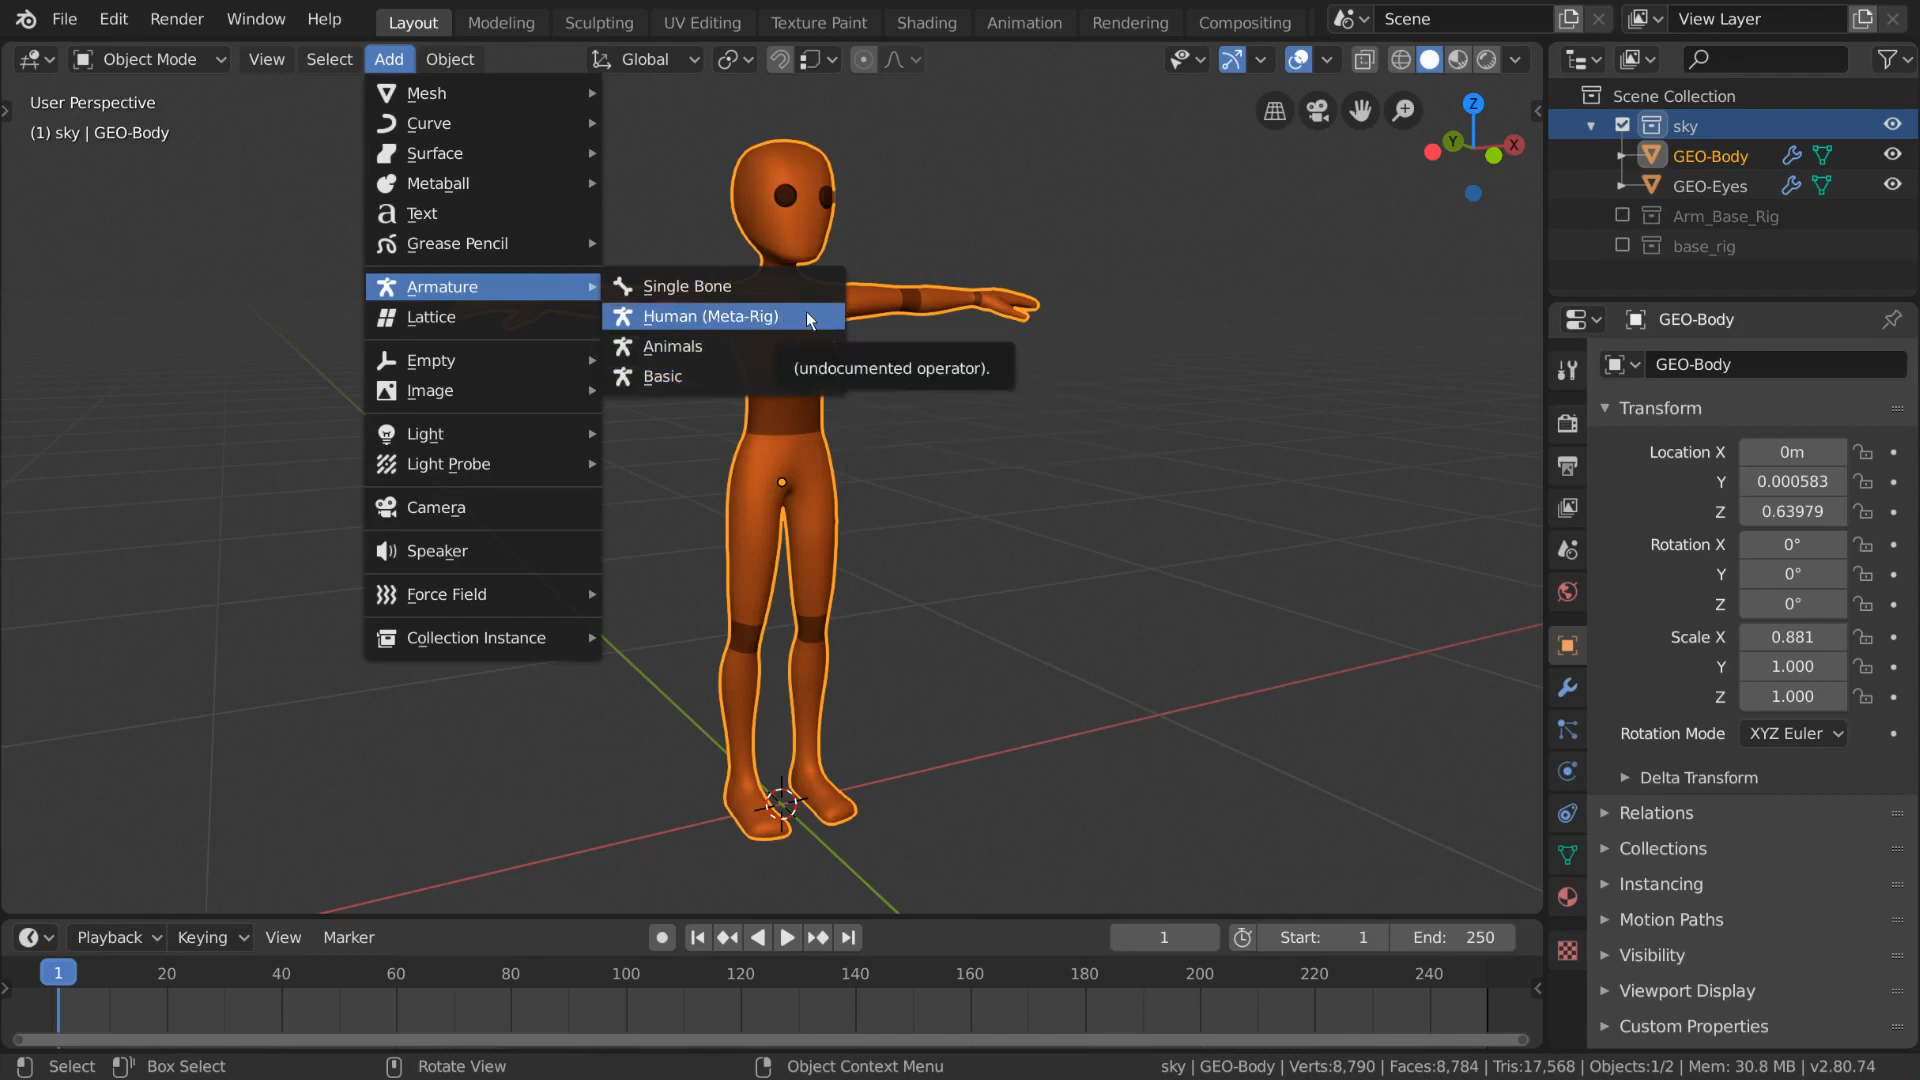 File Edit Render Window Help Layout Modeling Sculpting UV Editing Texture Paint Shading Animation Rendering Compositing Scene View Layer
Object Mode View Select Add Object Global
User Perspective
(1) sky | GEO-Body
Mesh
Curve
Surface
Metaball
Text
Grease Pencil
Armature
Lattice
Empty
Image
Light
Light Probe
Camera
Speaker
Force Field
Collection Instance
Single Bone
Human (Meta-Rig)
Animals
Basic
(undocumented operator).
Z
Y
X
Scene Collection
sky
GEO-Body
GEO-Eyes
Arm_Base_Rig
base_rig
GEO-Body
GEO-Body
Transform
Location X 0m
Y 0.000583
Z 0.63979
Rotation X 0°
Y 0°
Z 0°
Scale X 0.881
Y 1.000
Z 1.000
Rotation Mode XYZ Euler
Delta Transform
Relations
Collections
Instancing
Motion Paths
Visibility
Viewport Display
Custom Properties
Playback Keying View Marker 1 Start: 1 End: 250
1 20 40 60 80 100 120 140 160 180 200 220 240
Select Box Select Rotate View Object Context Menu sky | GEO-Body | Verts:8,790 | Faces:8,784 | Tris:17,568 | Objects:1/2 | Mem: 30.8 MB | v2.80.74